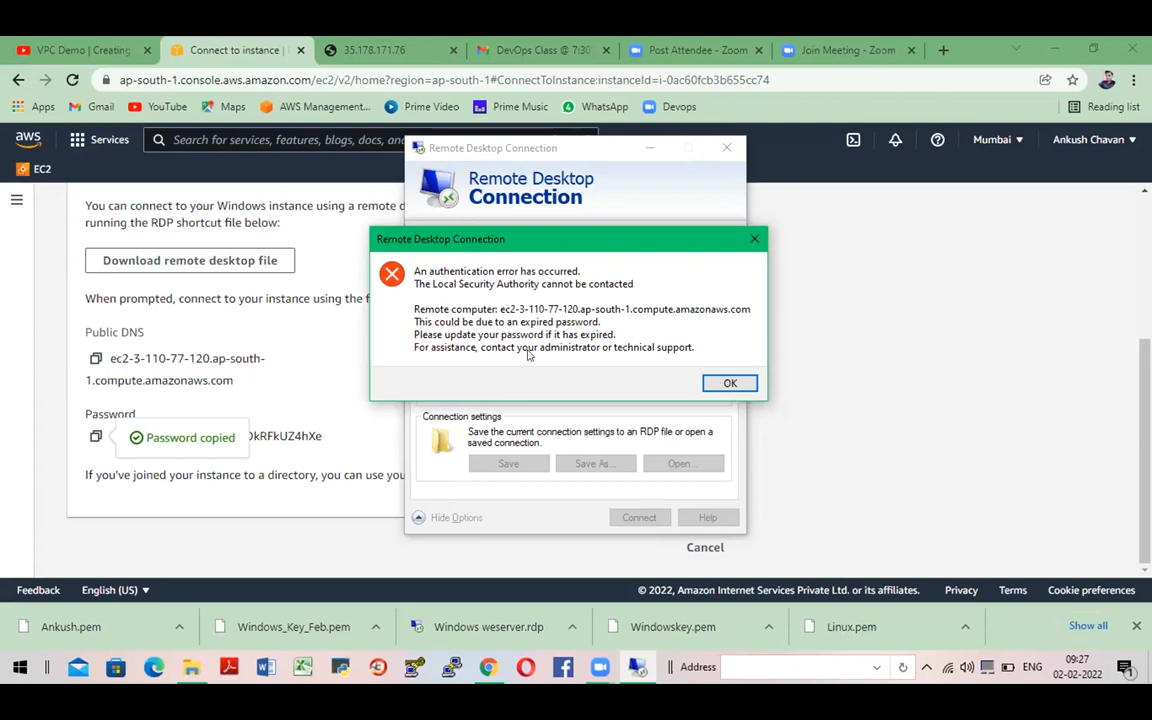 VPC Demo | Creating
Connect to instance |
35.178.171.76
DevOps Class @ 7:30
Post Attendee - Zoom
Join Meeting - Zoom
ap-south-1.console.aws.amazon.com/ec2/v2/home?region=ap-south-1#ConnectToInstance:instanceId=i-0ac60fcb3b655cc74
Apps
Gmail
YouTube
Maps
AWS Management...
Prime Video
Prime Music
WhatsApp
Devops
Reading list
aws
Services
Search for services, features, blogs, docs, and
Mumbai
Ankush Chavan
EC2
You can connect to your Windows instance using a remote d
running the RDP shortcut file below:
Download remote desktop file
When prompted, connect to your instance using the f
Public DNS
ec2-3-110-77-120.ap-south-
1.compute.amazonaws.com
Password
Password copied
kRFkUZ4hXe
If you've joined your instance to a directory, you can use you
Remote Desktop Connection
Remote Desktop
Connection
Remote Desktop Connection
An authentication error has occurred.
The Local Security Authority cannot be contacted
Remote computer: ec2-3-110-77-120.ap-south-1.compute.amazonaws.com
This could be due to an expired password.
Please update your password if it has expired.
For assistance, contact your administrator or technical support.
OK
Connection settings
Save the current connection settings to an RDP file or open a
saved connection.
Save
Save As...
Open...
Hide Options
Connect
Help
Cancel
Feedback
English (US)
© 2022, Amazon Internet Services Private Ltd. or its affiliates.
Privacy
Terms
Cookie preferences
Ankush.pem
Windows_Key_Feb.pem
Windows weserver.rdp
Windowskey.pem
Linux.pem
Show all
Address
ENG
09:27
02-02-2022